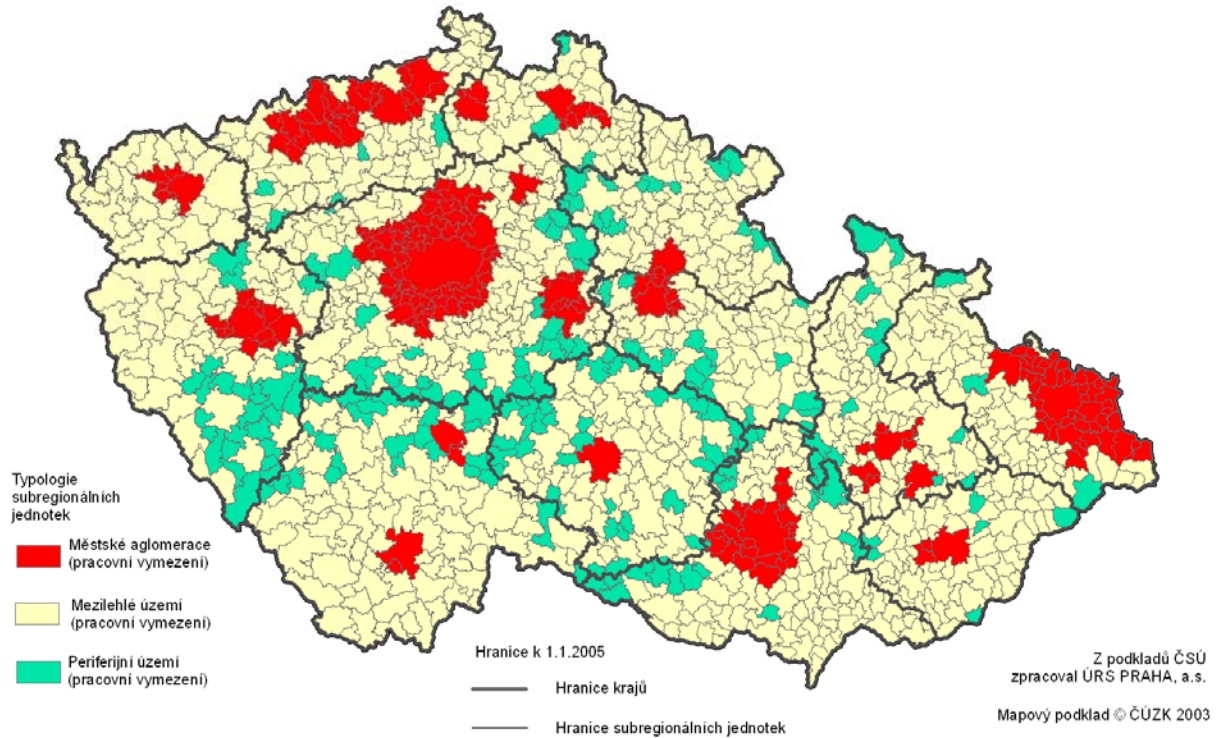 Typologie
subregionálních
jednotek
Městské aglomerace
(pracovní vymezení)
Mezilehlé území
(pracovní vymezení)
Periferijní území
(pracovní vymezení)
Hranice k 1.1.2005
Hranice krajů
Hranice subregionálních jednotek
Z podkladů ČSÚ
zpracoval ÚRS PRAHA, a.s.
Mapový podklad © ČÚZK 2003